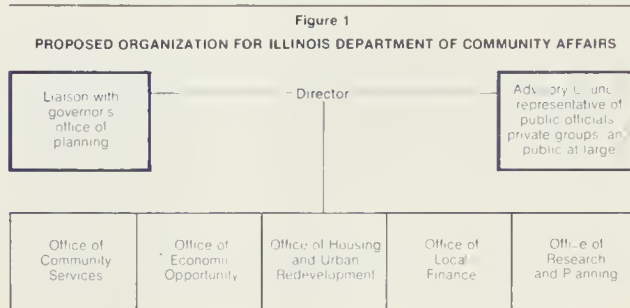 Figure 1
PROPOSED ORGANIZATION FOR ILLINOIS DEPARTMENT OF COMMUNITY AFFAIRS
Liaison with
governor's
office of
planning
Director
Advisory Council
representative of
public officials
private groups and
public at large
Office of
Community
Services
Office of
Economic
Opportunity
Office of Housing
and Urban
Redevelopment
Office of
Local
Finance
Office of
Research
and Planning